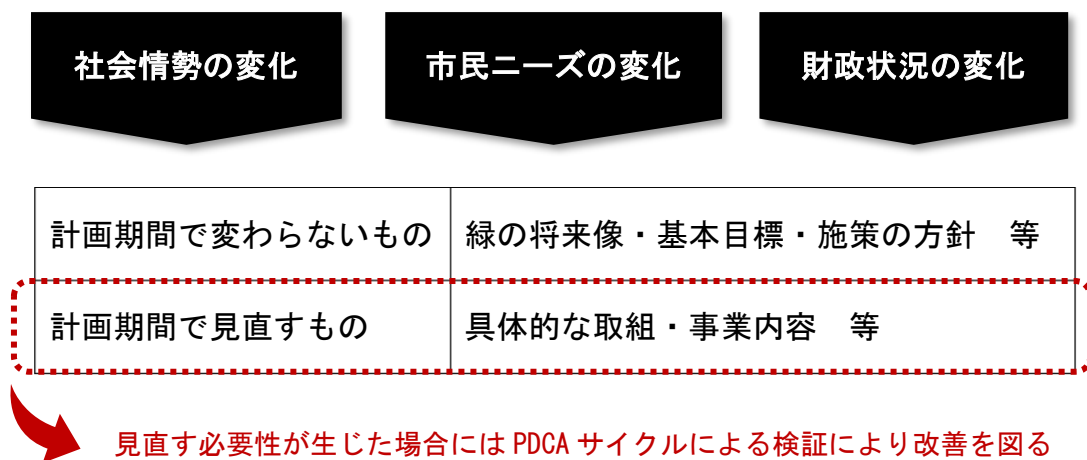 社会情勢の変化
市民ニーズの変化
財政状況の変化
計画期間で変わらないもの
緑の将来像・基本目標・施策の方針　等
計画期間で見直すもの
具体的な取組・事業内容　等
見直す必要性が生じた場合には PDCA サイクルによる検証により改善を図る